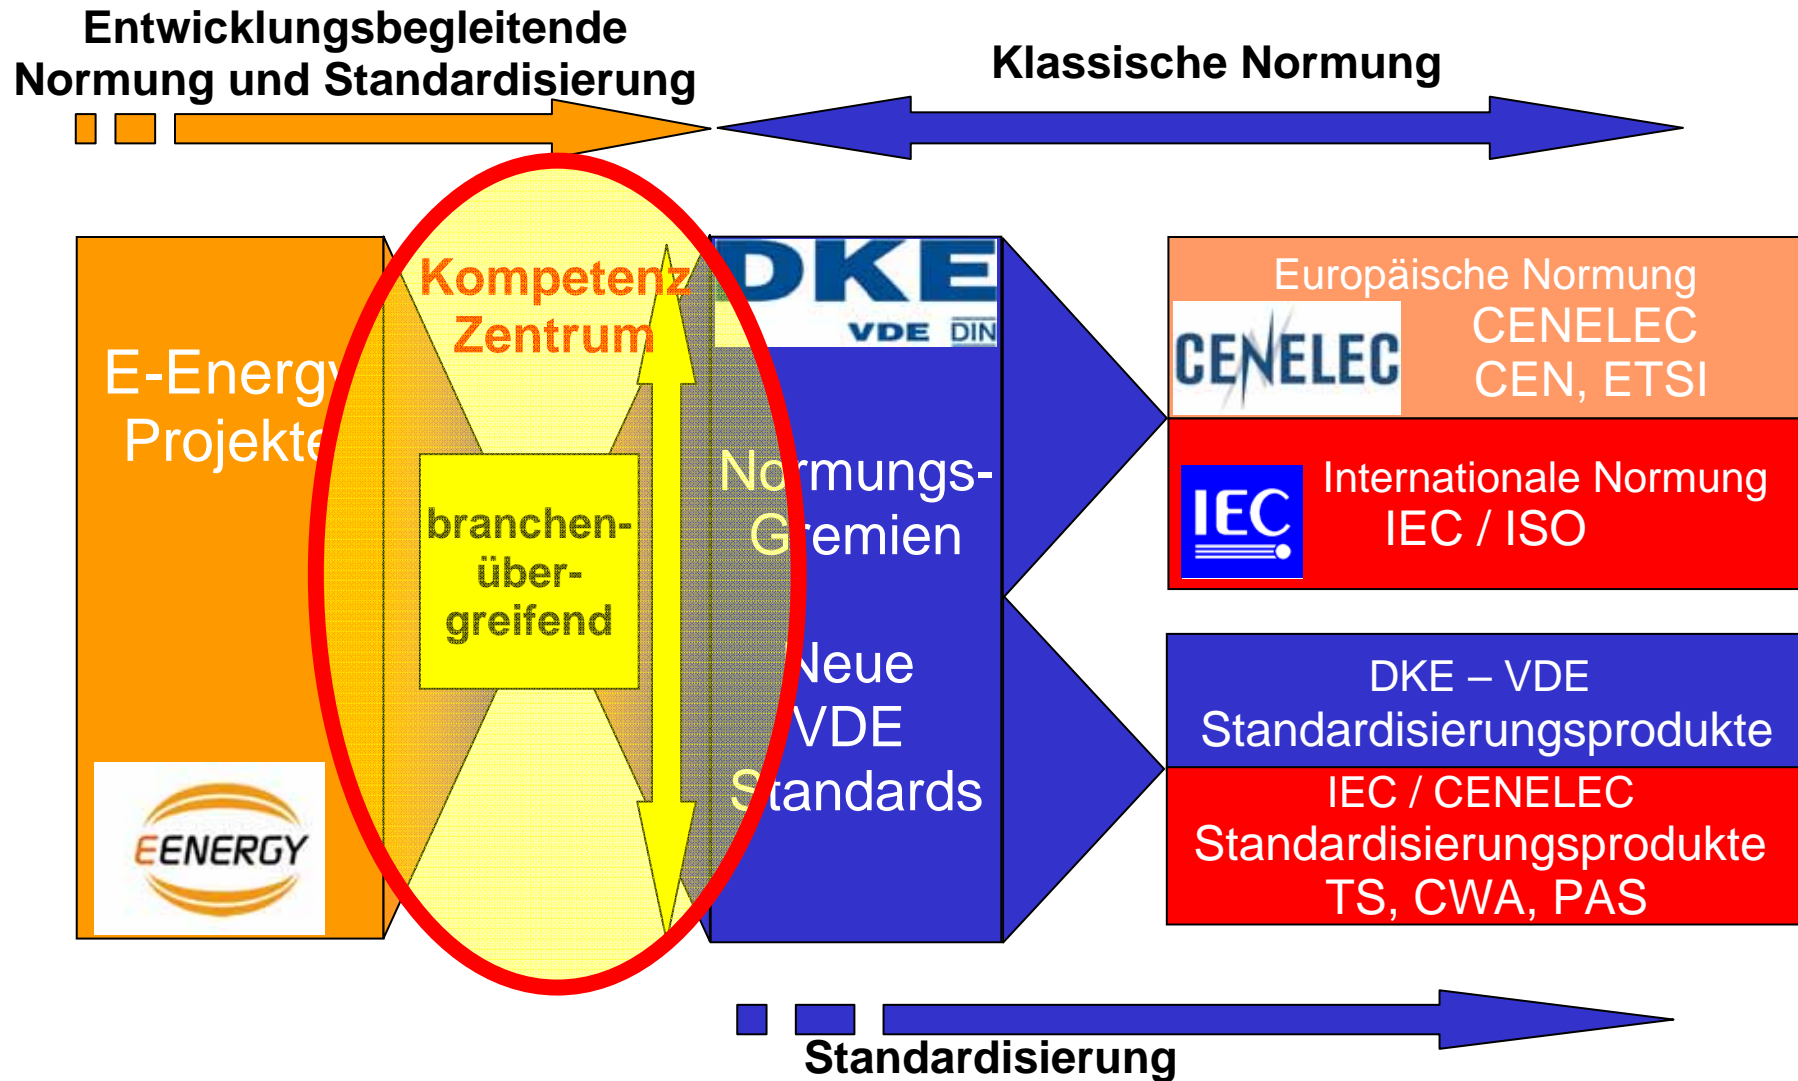 Entwicklungsbegleitende
Normung und Standardisierung
Klassische Normung
E-Energy
Projekte
EENERGY
Kompetenz
Zentrum
branchen-
über-
greifend
DKE
VDE DIN
Normungs-
Gremien
Neue
VDE
Standards
Europäische Normung
CENELEC
CENELEC
CEN, ETSI
IEC
Internationale Normung
IEC / ISO
DKE – VDE
Standardisierungsprodukte
IEC / CENELEC
Standardisierungsprodukte
TS, CWA, PAS
Standardisierung